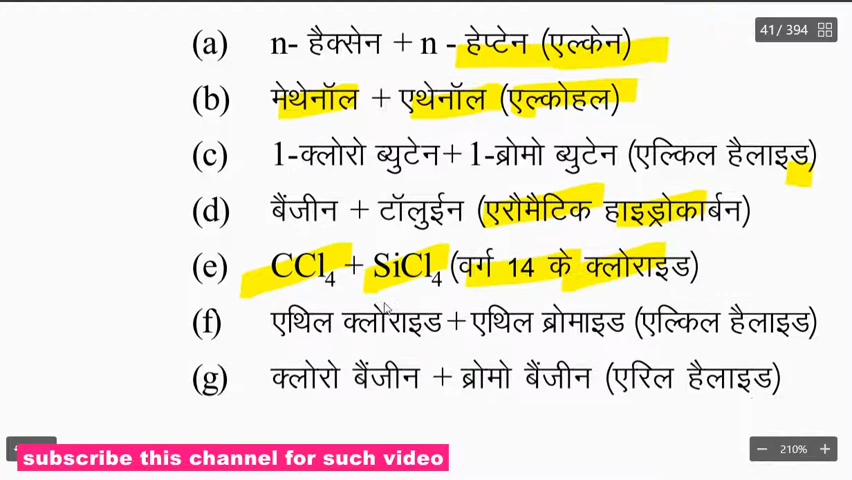 41 / 394
(a) n- हैक्सेन + n - हेप्टेन (एल्केन)
(b) मेथेनॉल + एथेनॉल (एल्कोहल)
(c) 1-क्लोरो ब्युटेन+1-ब्रोमो ब्युटेन (एल्किल हैलाइड)
(d) बैंजीन + टॉलुईन (एरौमैटिक हाइड्रोकार्बन)
(e) CCl₄ + SiCl₄ (वर्ग 14 के क्लोराइड)
(f) एथिल क्लोराइड+एथिल ब्रोमाइड (एल्किल हैलाइड)
(g) क्लोरो बैंजीन + ब्रोमो बैंजीन (एरिल हैलाइड)
subscribe this channel for such video
− 210% +